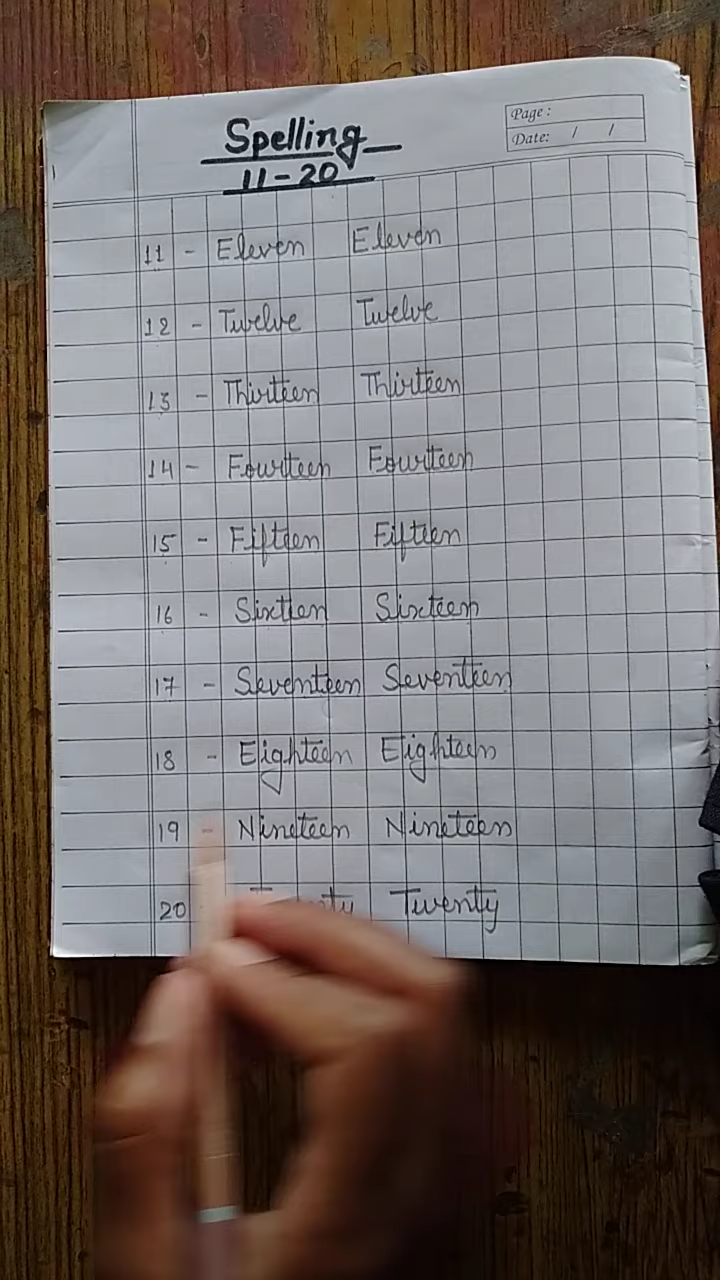 Spelling
11-20
Page:
Date: / /
11 - Eleven Eleven
12 - Twelve Twelve
13 - Thirteen Thirteen
14 - Fourteen Fourteen
15 - Fifteen Fifteen
16 - Sixteen Sixteen
17 - Seventeen Seventeen
18 - Eighteen Eighteen
19 - Nineteen Nineteen
20 Twenty